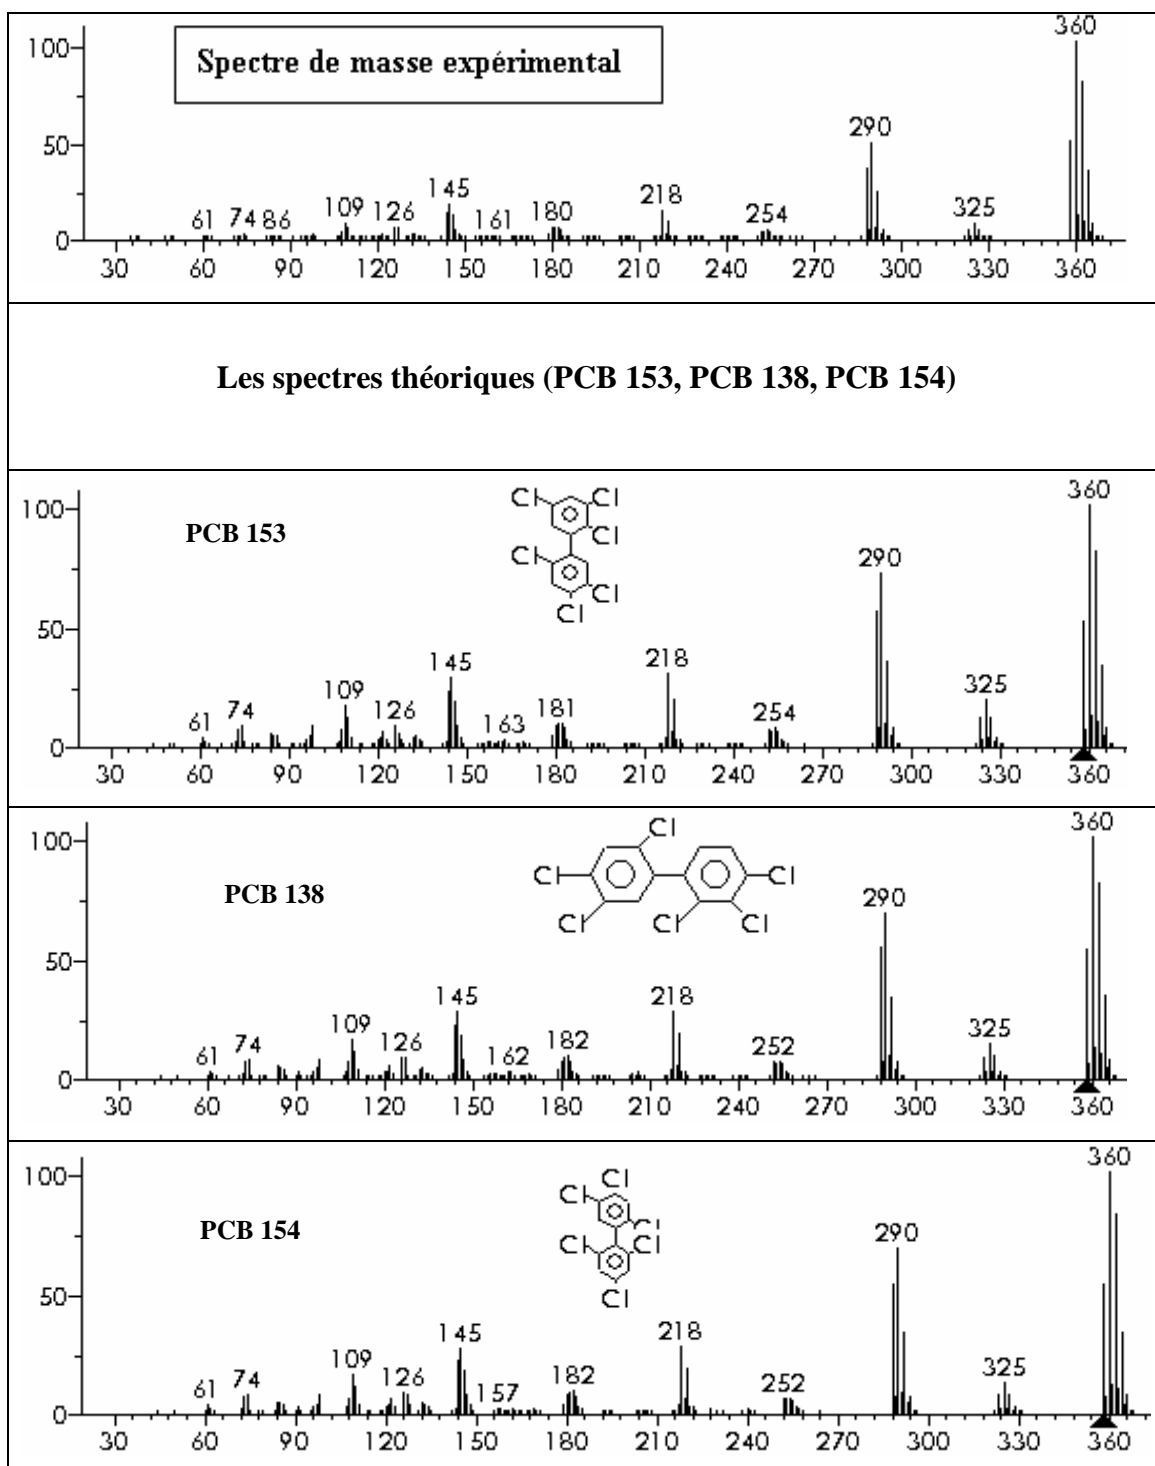 360
100
Spectre de masse expérimental
50
290
145
218
109
325
61 74 86 126 161 180 254
0
30 60 90 120 150 180 210 240 270 300 330 360
Les spectres théoriques (PCB 153, PCB 138, PCB 154)
360
Cl Cl
100
PCB 153
Cl
Cl
290
Cl
Cl
50
145
218
109
325
74
61 126 163 181 254
0
30 60 90 120 150 180 210 240 270 300 330 360
360
Cl
100
Cl Cl
PCB 138
290
Cl Cl Cl
50
145
218
109
325
61 74 126 162 182 252
0
30 60 90 120 150 180 210 240 270 300 330 360
360
100
Cl
Cl
PCB 154
Cl
290
Cl Cl
Cl
50
145
218
109
325
61 74 126 157 182 252
0
30 60 90 120 150 180 210 240 270 300 330 360